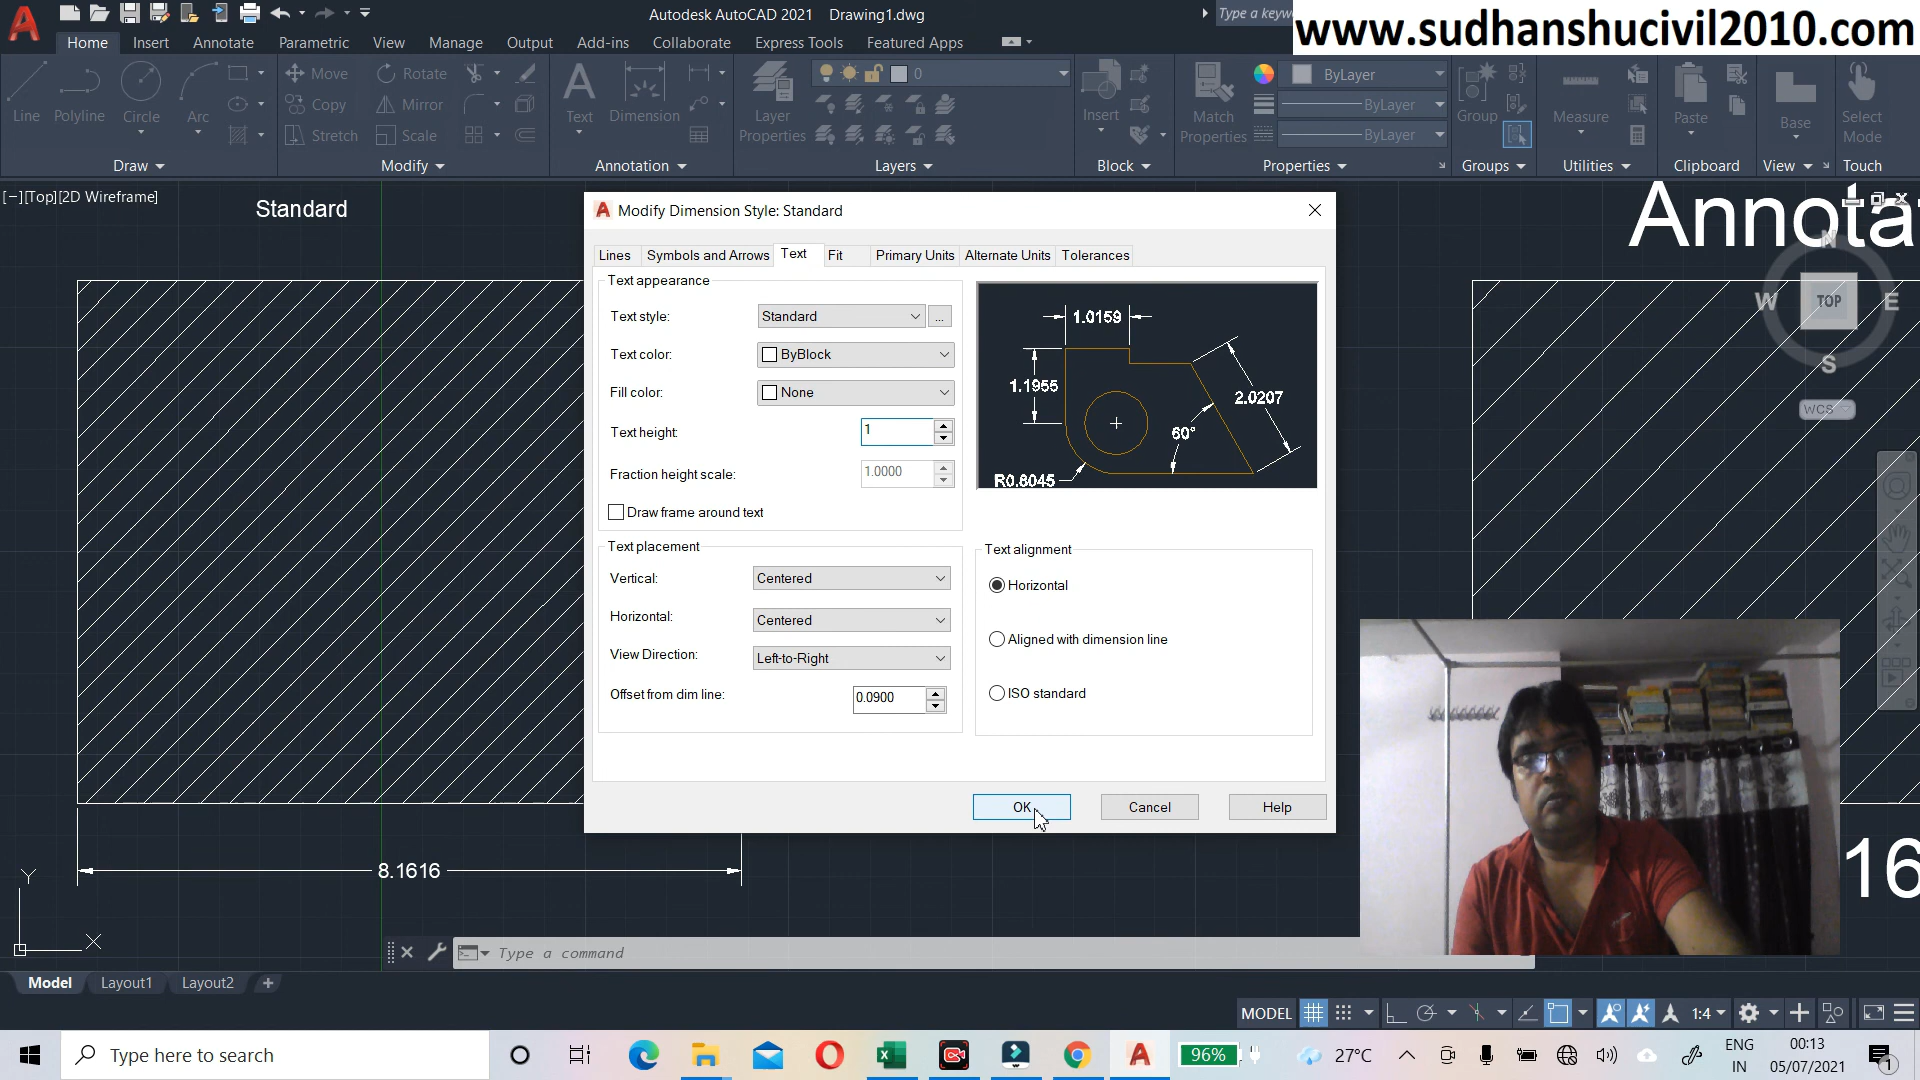 Autodesk AutoCAD 2021 Drawing1.dwg
Type a keyw
www.sudhanshucivil2010.com
Home Insert Annotate Parametric View Manage Output Add-ins Collaborate Express Tools Featured Apps
Line Polyline Circle Arc
Move Rotate
Copy Mirror
Stretch Scale
Text Dimension
Layer Properties
0
Insert
Match Properties
ByLayer
ByLayer
ByLayer
Group
Measure
Paste
Base
Select Mode
Draw Modify Annotation Layers Block Properties Groups Utilities Clipboard View Touch
[−][Top][2D Wireframe]
Standard
Annota
N
W TOP E
S
WCS
Modify Dimension Style: Standard
Lines Symbols and Arrows Text Fit Primary Units Alternate Units Tolerances
Text appearance
Text style: Standard ...
Text color: ByBlock
Fill color: None
Text height: 1
Fraction height scale: 1.0000
Draw frame around text
1.0159
1.1955
2.0207
60°
R0.8045
Text placement
Vertical: Centered
Horizontal: Centered
View Direction: Left-to-Right
Offset from dim line: 0.0900
Text alignment
Horizontal
Aligned with dimension line
ISO standard
OK Cancel Help
8.1616
16
Y
X
Type a command
Model Layout1 Layout2 +
MODEL 1:4
Type here to search
96%
27°C
ENG
IN
00:13
05/07/2021
1